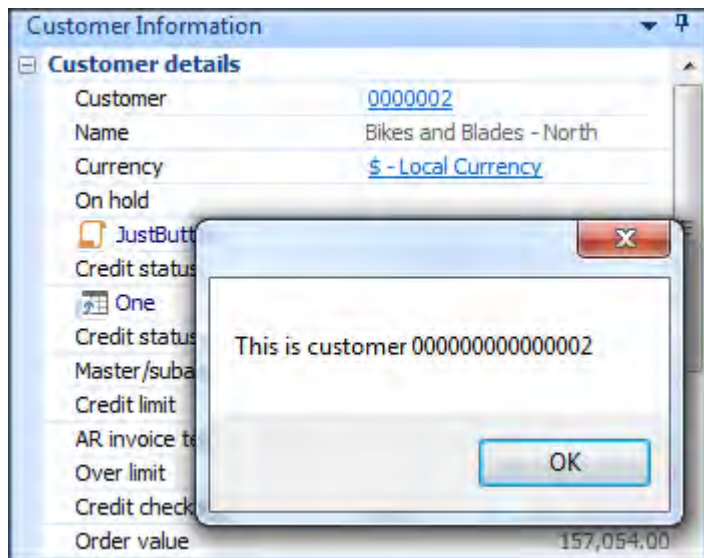 Customer Information
Customer details
Customer 0000002
Name Bikes and Blades - North
Currency $ - Local Currency
On hold
JustButt
Credit status
One
Credit status
This is customer 000000000000002
Master/suba
Credit limit
AR invoice te
Over limit
OK
Credit check
Order value 157,054.00